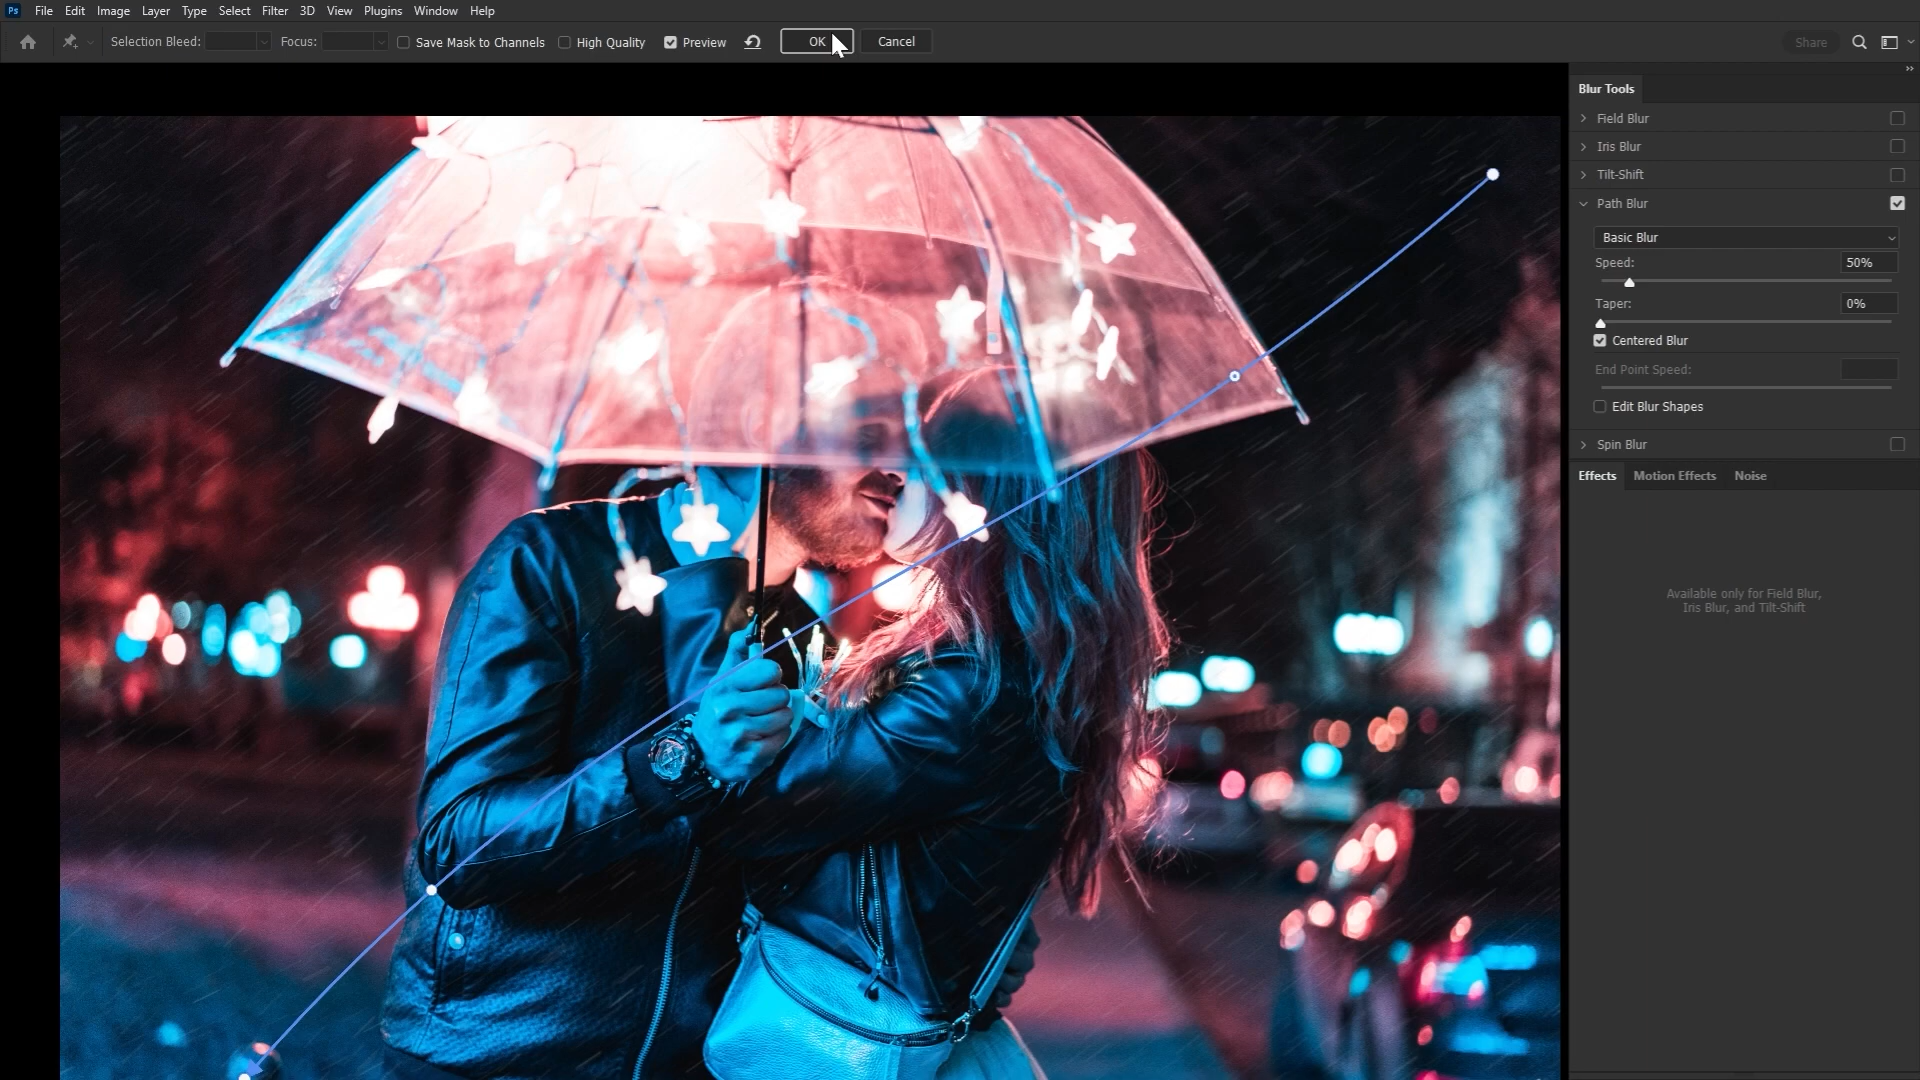 Ps File Edit Image Layer Type Select Filter 3D View Plugins Window Help
Selection Bleed: Focus: Save Mask to Channels High Quality Preview OK Cancel Share
Blur Tools
Field Blur
Iris Blur
Tilt-Shift
Path Blur
Basic Blur
Speed: 50%
Taper: 0%
Centered Blur
End Point Speed:
Edit Blur Shapes
Spin Blur
Effects Motion Effects Noise
Available only for Field Blur,
Iris Blur, and Tilt-Shift